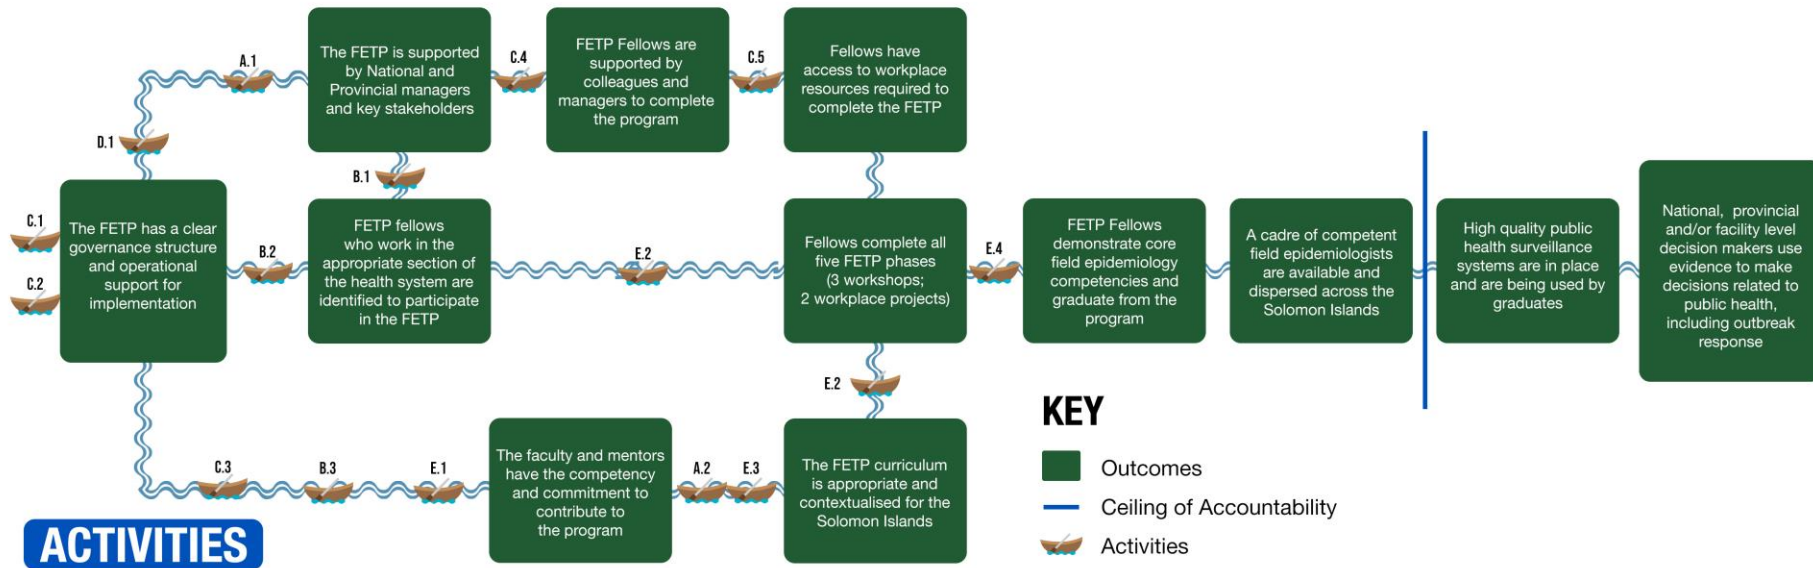 A.1
The FETP is supported
by National and
Provincial managers
and key stakeholders
C.4
FETP Fellows are
supported by
colleagues and
managers to complete
the program
C.5
Fellows have
access to workplace
resources required to
complete the FETP
D.1
B.1
C.1
C.2
The FETP has a clear
governance structure
and operational
support for
implementation
B.2
FETP fellows
who work in the
appropriate section of
the health system are
identified to participate
in the FETP
E.2
Fellows complete all
five FETP phases
(3 workshops;
2 workplace projects)
E.4
FETP Fellows
demonstrate core
field epidemiology
competencies and
graduate from the
program
A cadre of competent
field epidemiologists
are available and
dispersed across the
Solomon Islands
High quality public
health surveillance
systems are in place
and are being used by
graduates
National, provincial
and/or facility level
decision makers use
evidence to make
decisions related to
public health,
including outbreak
response
E.2
C.3
B.3
E.1
The faculty and mentors
have the competency
and commitment to
contribute to
the program
A.2
E.3
The FETP curriculum
is appropriate and
contextualised for the
Solomon Islands
KEY
Outcomes
Ceiling of Accountability
Activities
ACTIVITIES